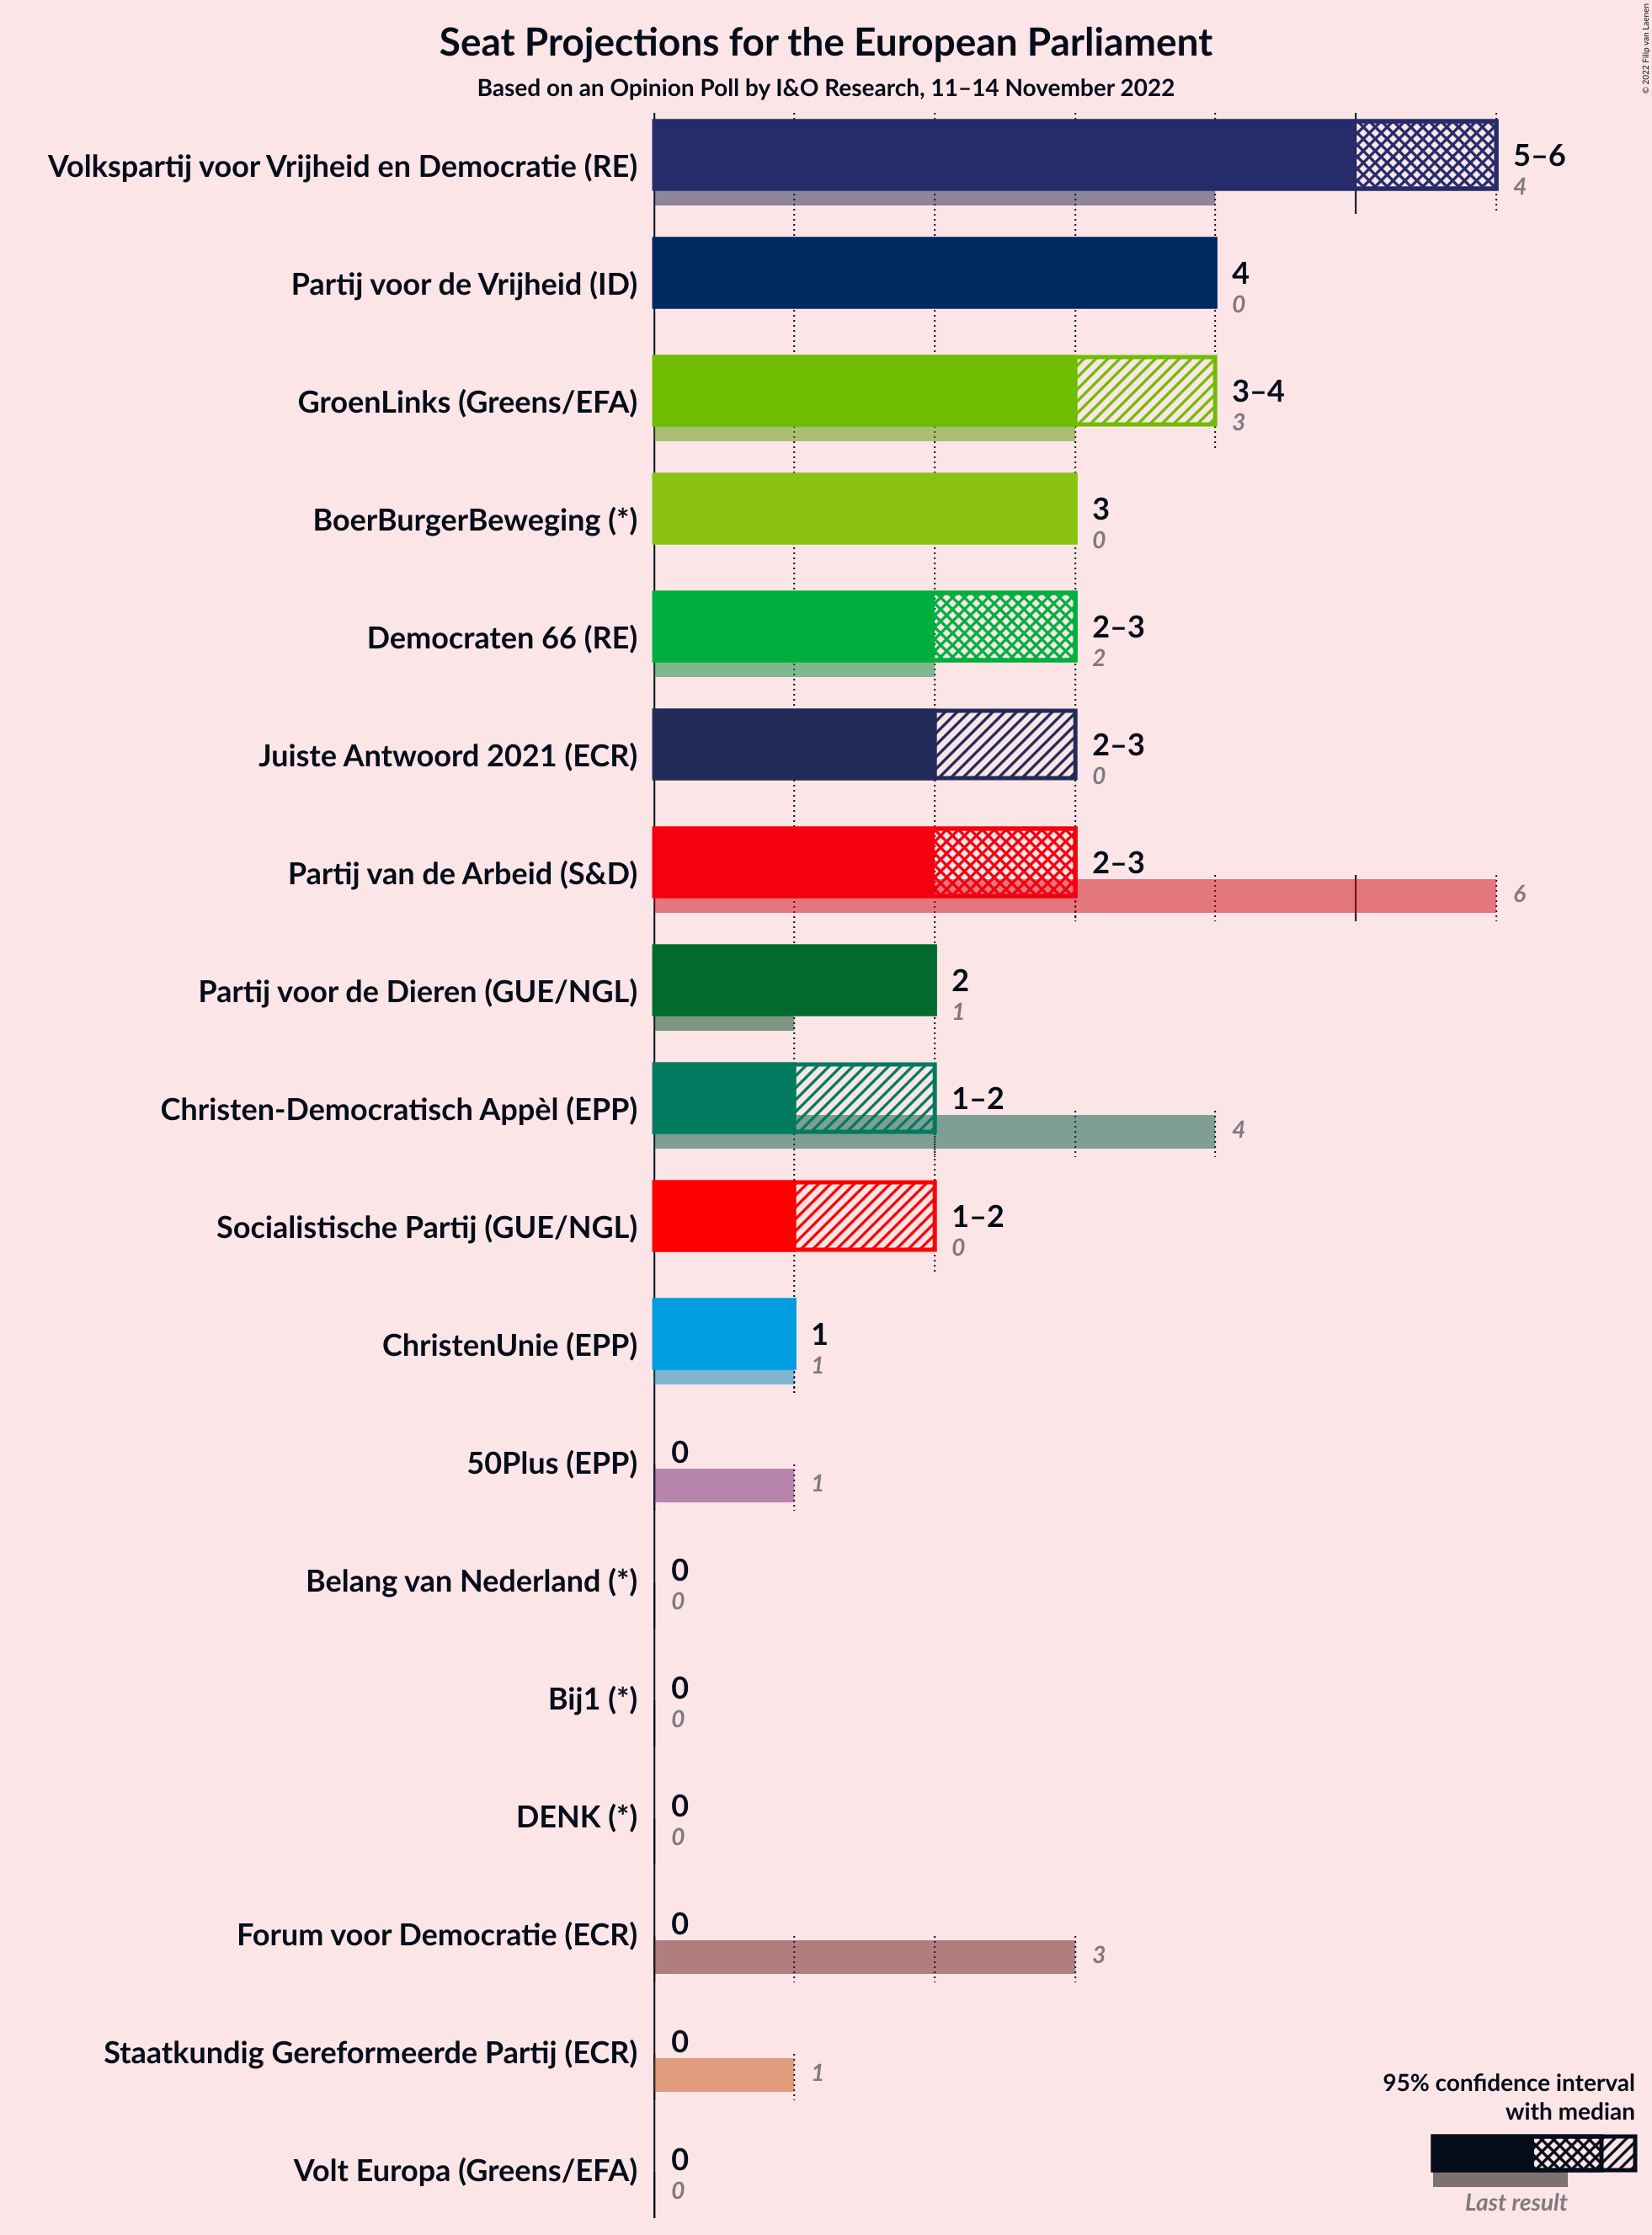 Seat Projections for the European Parliament
Based on an Opinion Poll by I&O Research, 11–14 November 2022
© 2022 Filip van Laenen
Volkspartij voor Vrijheid en Democratie (RE)
5–6
4
Partij voor de Vrijheid (ID)
4
0
GroenLinks (Greens/EFA)
3–4
3
BoerBurgerBeweging (*)
3
0
Democraten 66 (RE)
2–3
2
Juiste Antwoord 2021 (ECR)
2–3
0
Partij van de Arbeid (S&D)
2–3
6
Partij voor de Dieren (GUE/NGL)
2
1
Christen-Democratisch Appèl (EPP)
1–2
4
Socialistische Partij (GUE/NGL)
1–2
0
ChristenUnie (EPP)
1
1
50Plus (EPP)
0
1
Belang van Nederland (*)
0
0
Bij1 (*)
0
0
DENK (*)
0
0
Forum voor Democratie (ECR)
0
3
Staatkundig Gereformeerde Partij (ECR)
0
1
Volt Europa (Greens/EFA)
0
0
95% confidence interval
with median
Last result